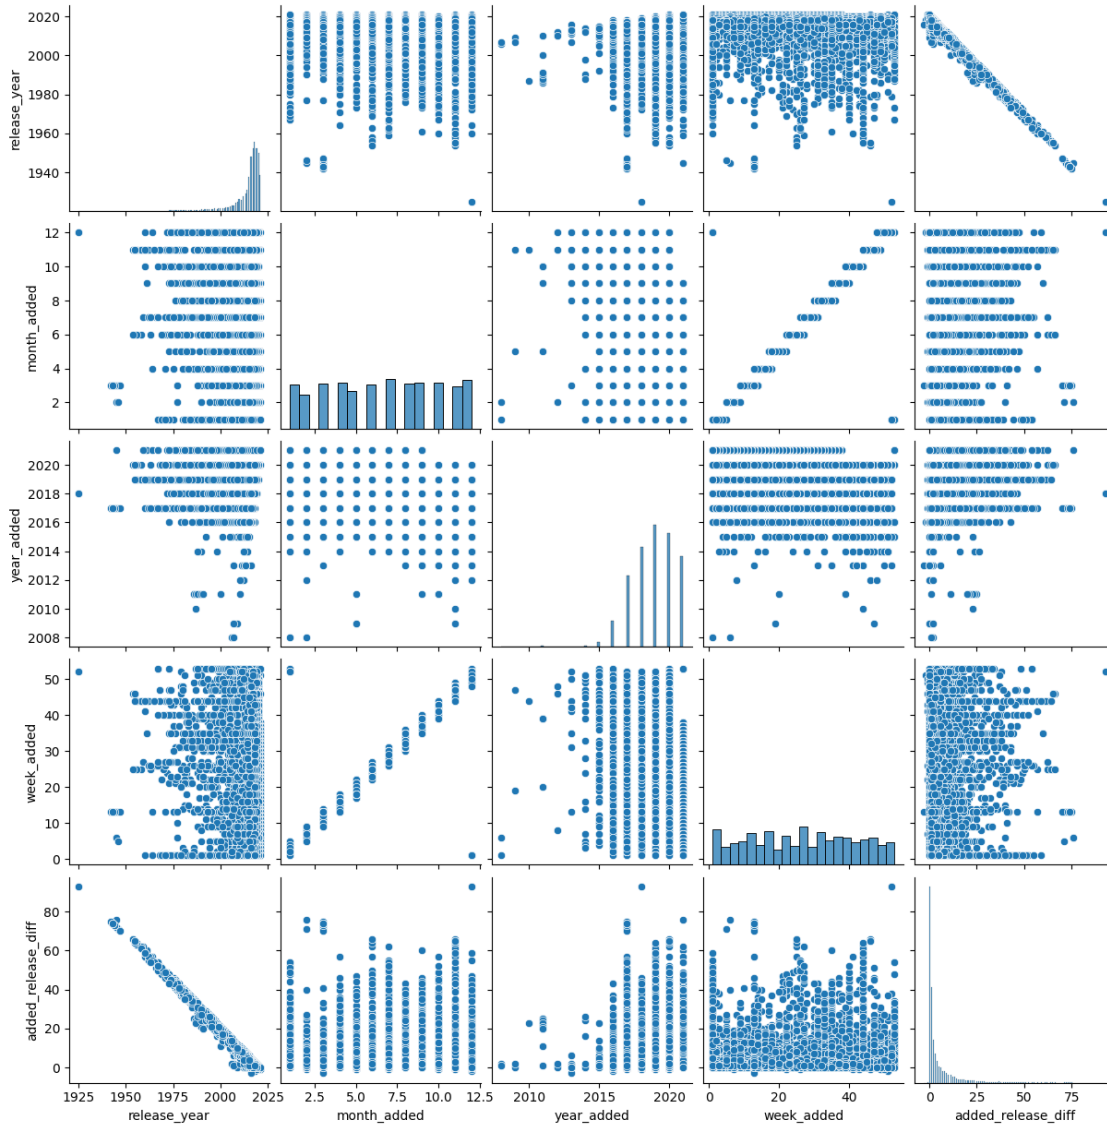 2020
2000
1980
1960
1940
release_year
12
10
8
6
4
2
month_added
2020
2018
2016
2014
2012
2010
2008
year_added
50
40
30
20
10
0
week_added
80
60
40
20
0
added_release_diff
1925 1950 1975 2000 2025
release_year
2.5 5.0 7.5 10.0 12.5
month_added
2010 2015 2020
year_added
0 20 40
week_added
0 25 50 75
added_release_diff